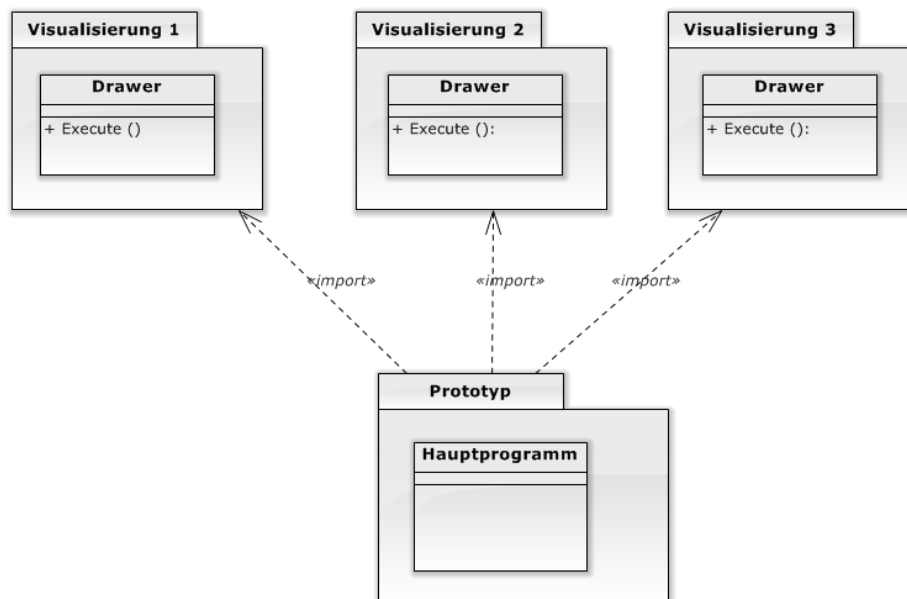 Visualisierung 1
Visualisierung 2
Visualisierung 3
Drawer
Drawer
Drawer
+ Execute ()
+ Execute ():
+ Execute ():
«import»
«import»
«import»
Prototyp
Hauptprogramm